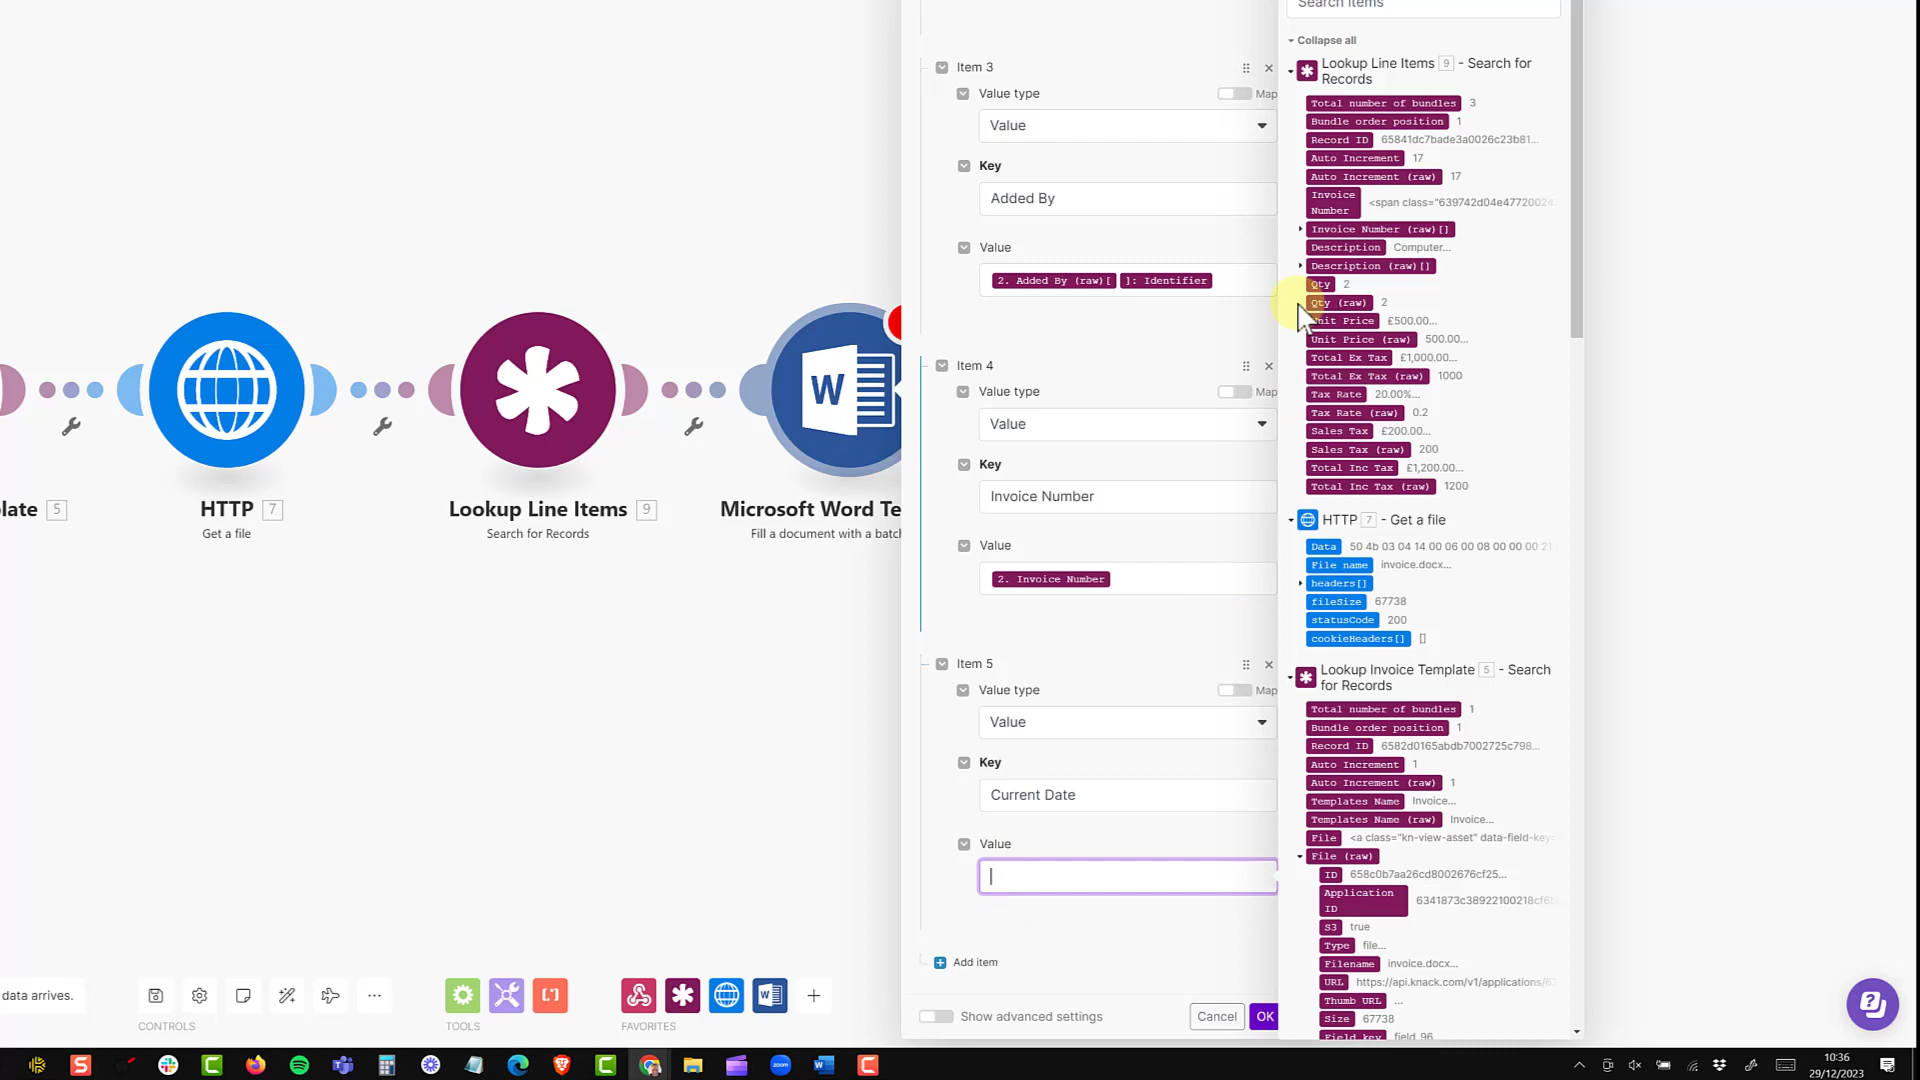 Search items
Collapse all
Lookup Line Items 9 - Search for
Records
Total number of bundles 3
Bundle order position 1
Record ID 65841dc7bade3a0026c23b81...
Auto Increment 17
Auto Increment (raw) 17
Invoice
Number <span class="639742d04e47720024
Invoice Number (raw)[]
Description Computer...
Description (raw)[]
Qty 2
Qty (raw) 2
Unit Price £500.00...
Unit Price (raw) 500.00...
Total Ex Tax £1,000.00...
Total Ex Tax (raw) 1000
Tax Rate 20.00%...
Tax Rate (raw) 0.2
Sales Tax £200.00...
Sales Tax (raw) 200
Total Inc Tax £1,200.00...
Total Inc Tax (raw) 1200
HTTP 7 - Get a file
Data 50 4b 03 04 14 00 06 00 08 00 00 00 21
File name invoice.docx...
headers[]
fileSize 67738
statusCode 200
cookieHeaders[] []
Lookup Invoice Template 5 - Search
for Records
Total number of bundles 1
Bundle order position 1
Record ID 6582d0165abdb7002725c798...
Auto Increment 1
Auto Increment (raw) 1
Templates Name Invoice...
Templates Name (raw) Invoice...
File <a class="kn-view-asset" data-field-key=
File (raw)
ID 658c0b7aa26cd8002676cf25...
Application
ID 6341873c38922100218cf6b
S3 true
Type file...
Filename invoice.docx...
URL https://api.knack.com/v1/applications/63
Thumb URL ...
Size 67738
Field key field_96
Item 3
Value type Map
Value
Key
Added By
Value
2. Added By (raw)[ ]: Identifier
Item 4
Value type Map
Value
Key
Invoice Number
Value
2. Invoice Number
Item 5
Value type Map
Value
Key
Current Date
Value
Add item
Show advanced settings Cancel OK
late 5
HTTP 7
Get a file
Lookup Line Items 9
Search for Records
Microsoft Word Te
Fill a document with a batch
data arrives.
CONTROLS
TOOLS
FAVORITES
10:36
29/12/2023